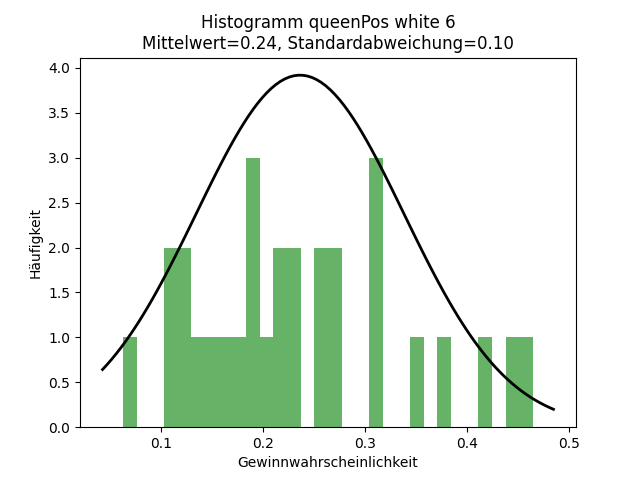 Histogramm queenPos white 6
Mittelwert=0.24, Standardabweichung=0.10
4.0
3.5
3.0
2.5
2.0
1.5
1.0
0.5
0.0
Häufigkeit
0.1 0.2 0.3 0.4 0.5
Gewinnwahrscheinlichkeit